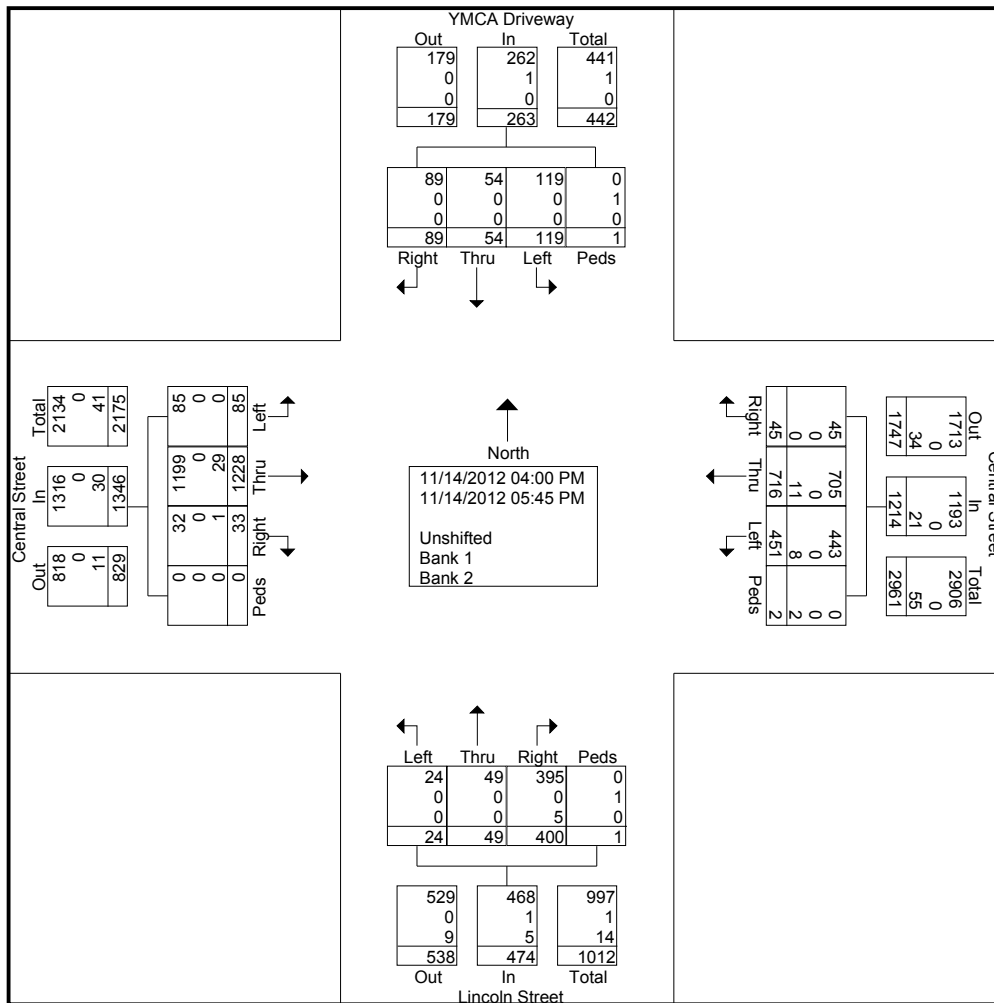 YMCA Driveway
Out In Total
179 262 441
0 1 1
0 0 0
179 263 442
89 54 119 0
0 0 0 1
0 0 0 0
89 54 119 1
Right Thru Left Peds
Central Street
Total In Out
2134 1316 818
0 0 0
41 30 11
2175 1346 829
85 1199 32 0
0 0 0 0
0 29 1 0
85 1228 33 0
Left Thru Right Peds
North
11/14/2012 04:00 PM
11/14/2012 05:45 PM
Unshifted
Bank 1
Bank 2
Right Thru Left Peds
45 716 451 2
0 11 8 2
0 0 0 0
45 705 443 0
Out In Total
1747 1214 2961
34 21 55
0 0 0
1713 1193 2906
Central Street
Left Thru Right Peds
24 49 395 0
0 0 0 1
0 0 5 0
24 49 400 1
529 468 997
0 1 1
9 5 14
538 474 1012
Out In Total
Lincoln Street